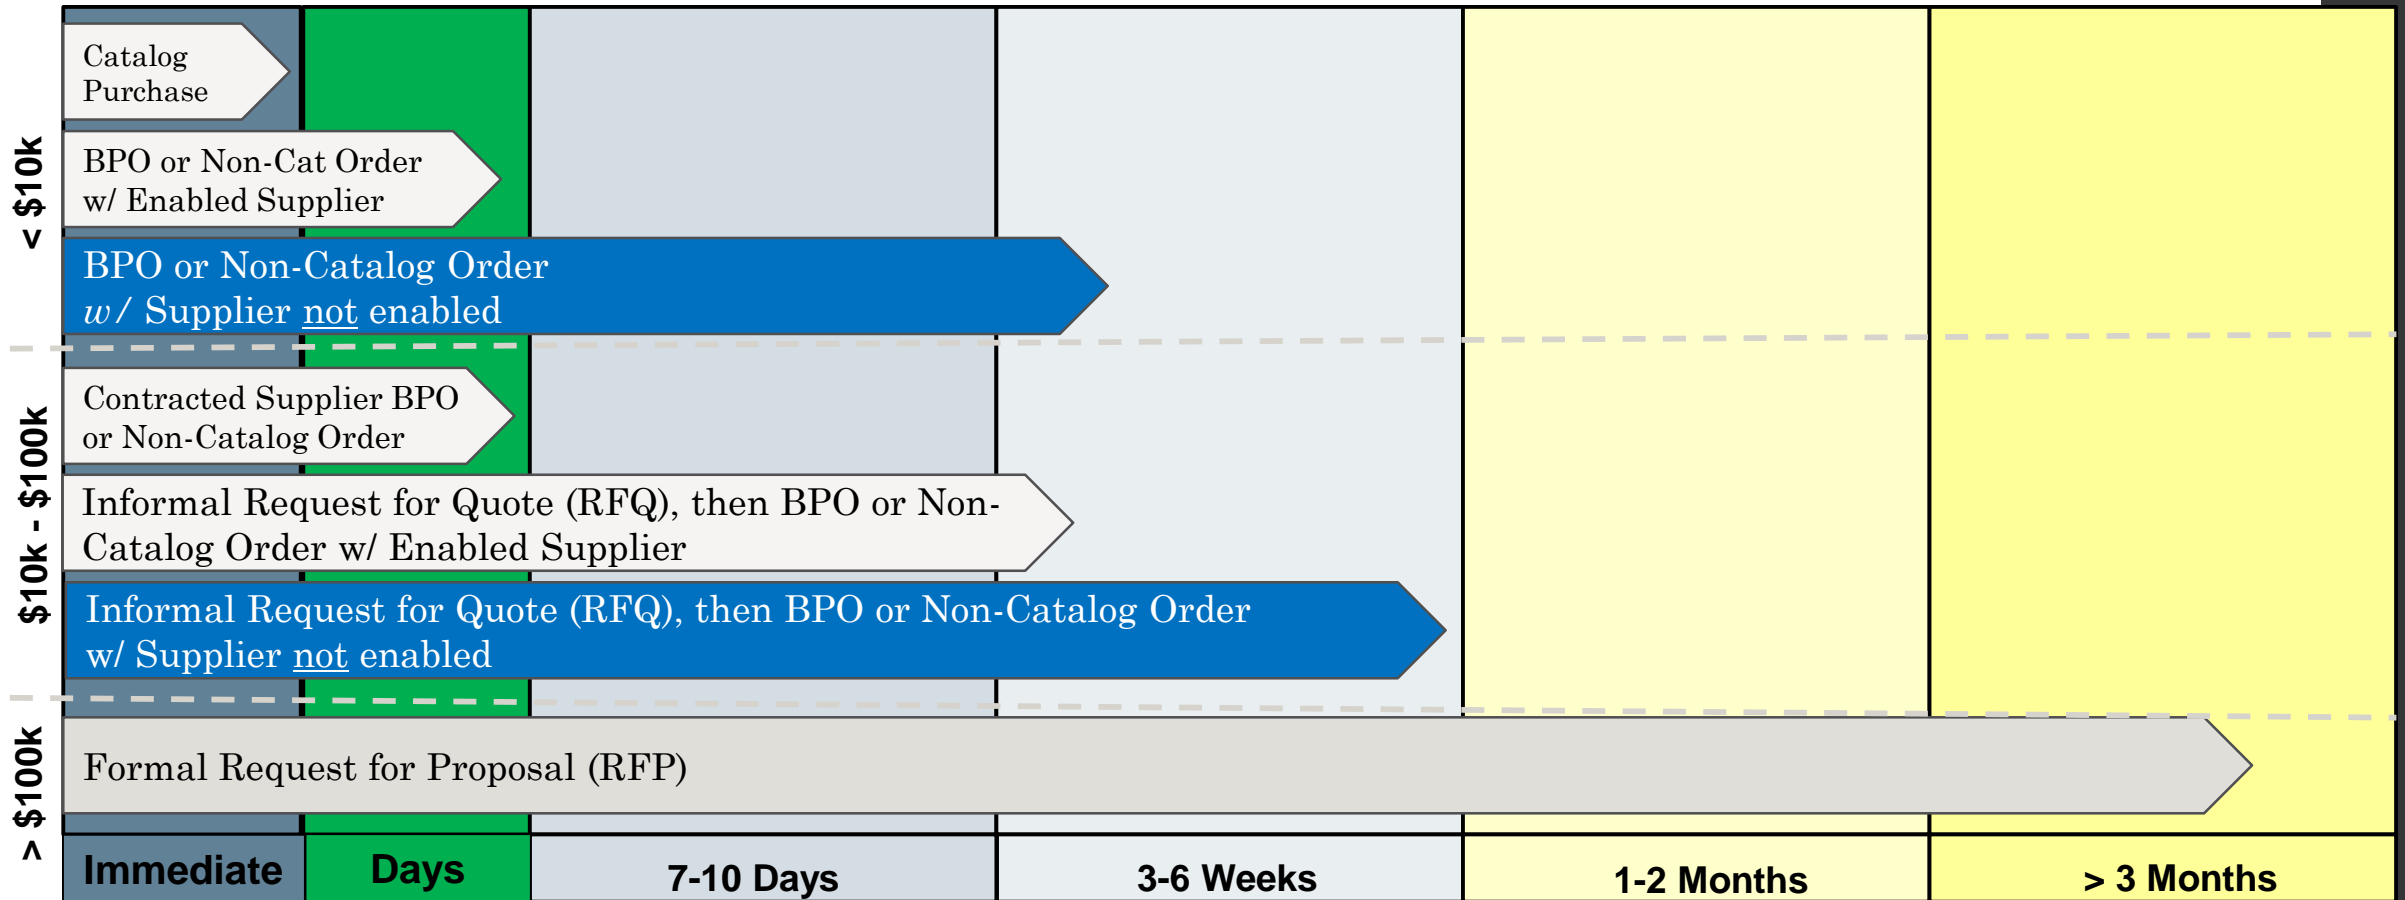 < $10k
Catalog
Purchase
BPO or Non-Cat Order
w/ Enabled Supplier
BPO or Non-Catalog Order
w/ Supplier not enabled
$10k - $100k
Contracted Supplier BPO
or Non-Catalog Order
Informal Request for Quote (RFQ), then BPO or Non-
Catalog Order w/ Enabled Supplier
Informal Request for Quote (RFQ), then BPO or Non-Catalog Order
w/ Supplier not enabled
> $100k
Formal Request for Proposal (RFP)
Immediate
Days
7-10 Days
3-6 Weeks
1-2 Months
> 3 Months